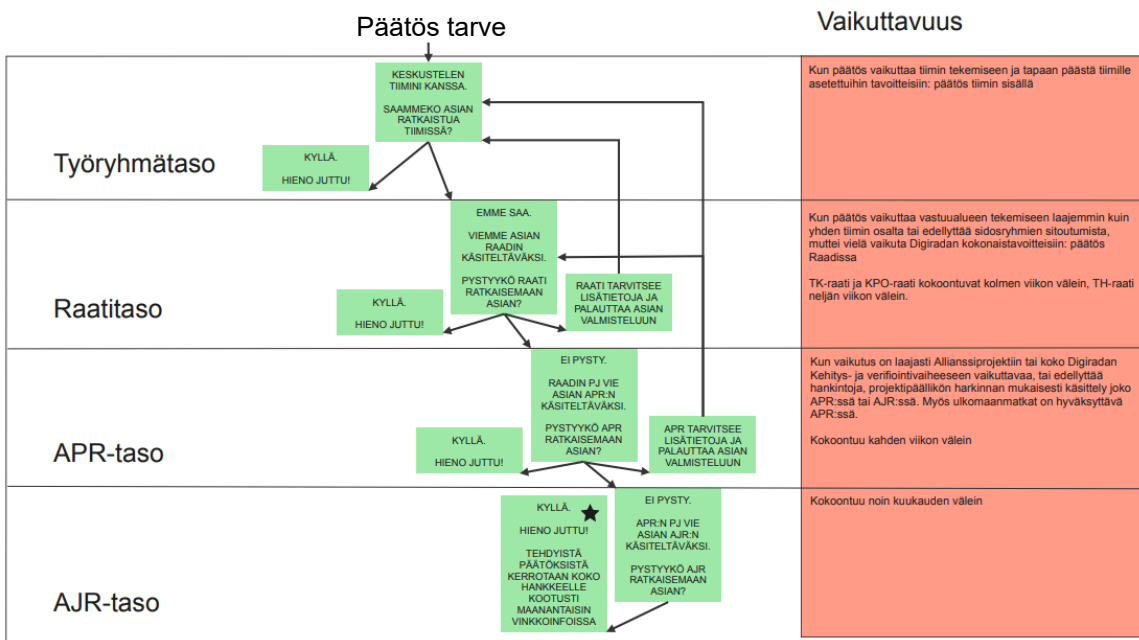 Päätös tarve
Vaikuttavuus
Työryhmätaso
KESKUSTELEN
TIIMINI KANSSA.
SAAMMEKO ASIAN
RATKAISTUA
TIIMISSÄ?
KYLLÄ.
HIENO JUTTU!
Kun päätös vaikuttaa tiimin tekemiseen ja tapaan päästä tiimille
asetettuihin tavoitteisiin: päätös tiimin sisällä
Raatitaso
EMME SAA.
VIEMME ASIAN
RAADIN
KÄSITELTÄVÄKSI.
PYSTYYKÖ RAATI
RATKAISEMAAN
ASIAN?
KYLLÄ.
HIENO JUTTU!
RAATI TARVITSEE
LISÄTIETOJA JA
PALAUTTAA ASIAN
VALMISTELUUN
Kun päätös vaikuttaa vastuualueen tekemiseen laajemmin kuin
yhden tiimin osalta tai edellyttää sidosryhmien sitoutumista,
muttei vielä vaikuta Digiradan kokonaistavoitteisiin: päätös
Raadissa
TK-raati ja KPO-raati kokoontuvat kolmen viikon välein, TH-raati
neljän viikon välein.
APR-taso
EI PYSTY.
RAADIN PJ VIE
ASIAN APR:N
KÄSITELTÄVÄKSI.
PYSTYYKÖ APR
RATKAISEMAAN
ASIAN?
KYLLÄ.
HIENO JUTTU!
APR TARVITSEE
LISÄTIETOJA JA
PALAUTTAA ASIAN
VALMISTELUUN
Kun vaikutus on laajasti Allianssiprojektiin tai koko Digiradan
Kehitys- ja verifiointivaiheeseen vaikuttavaa, tai edellyttää
hankintoja, projektipäällikön harkinnan mukaisesti käsittely joko
APR:ssä tai AJR:ssä. Myös ulkomaanmatkat on hyväksyttävä
APR:ssä.
Kokoontuu kahden viikon välein
AJR-taso
KYLLÄ.
HIENO JUTTU!
TEHDYISTÄ
PÄÄTÖKSISTÄ
KERROTAAN KOKO
HANKKEELLE
KOOTUSTI
MAANANTAISIN
VINKKOINFOISSA
EI PYSTY.
APR:N PJ VIE
ASIAN AJR:N
KÄSITELTÄVÄKSI.
PYSTYYKÖ AJR
RATKAISEMAAN
ASIAN?
Kokoontuu noin kuukauden välein